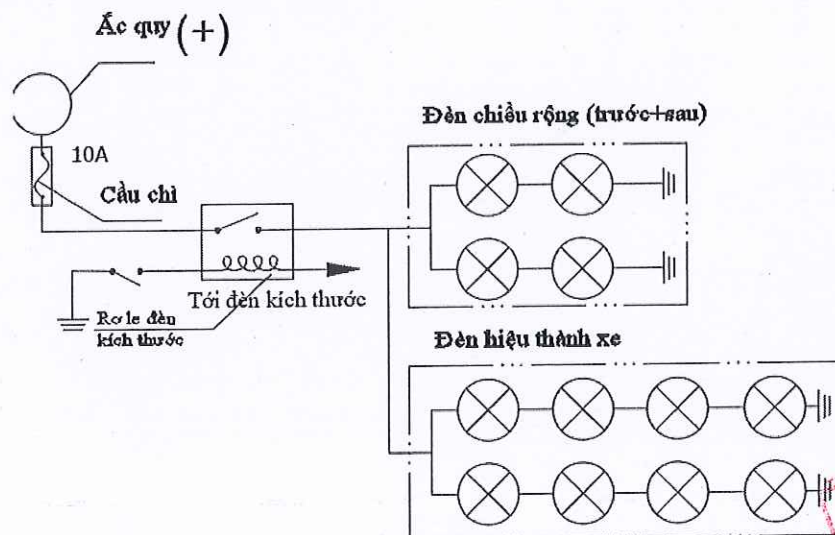 Ắc quy (+)
10A
Cầu chì
Đèn chiều rộng (trước+sau)
Tới đèn kích thước
Rơ le đèn
kích thước
Đèn hiệu thành xe